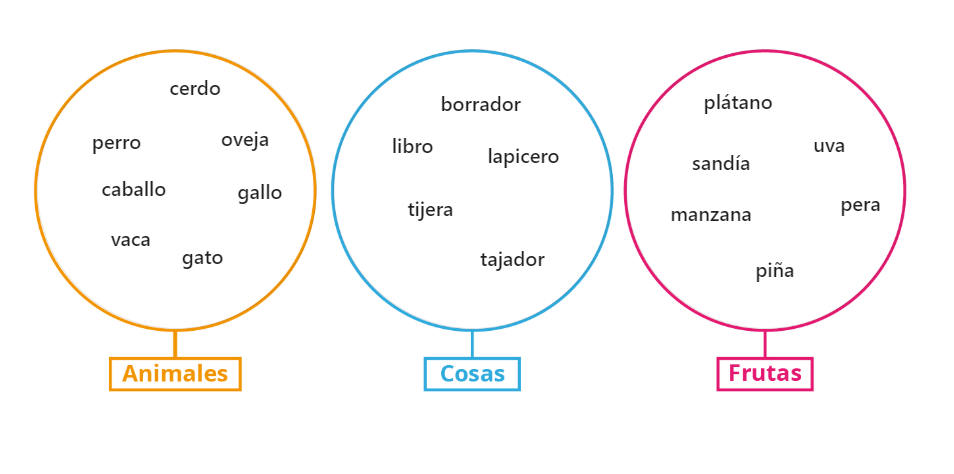 cerdo
perro
oveja
caballo
gallo
vaca
gato
Animales
borrador
libro
lapicero
tijera
tajador
Cosas
plátano
uva
sandía
manzana
pera
piña
Frutas